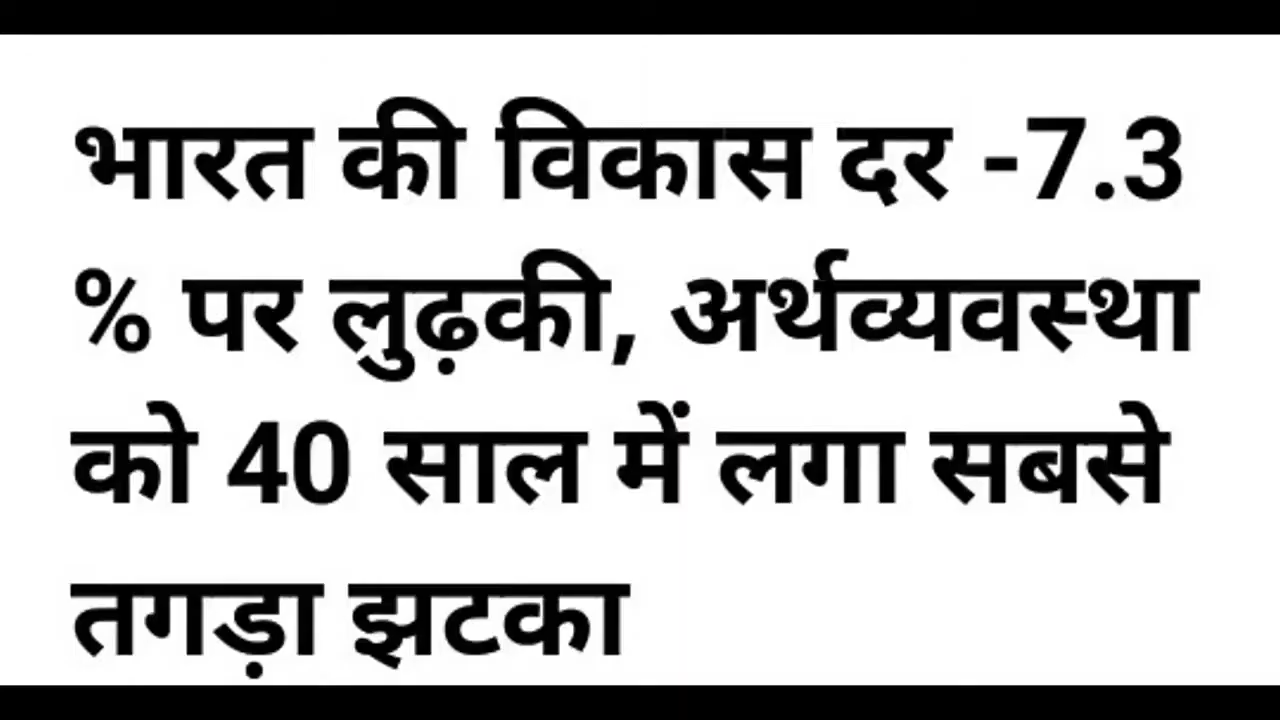 भारत की विकास दर -7.3
% पर लुढ़की, अर्थव्यवस्था
को 40 साल में लगा सबसे
तगड़ा झटका